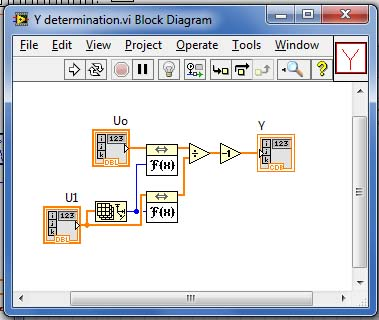 Y determination.vi Block Diagram
File Edit View Project Operate Tools Window
Y
Uo
Y
i 123
j
k
DBL
F(x)
÷
-1
i 123
j
k
CDB
U1
i 123
j
k
DBL
F(x)